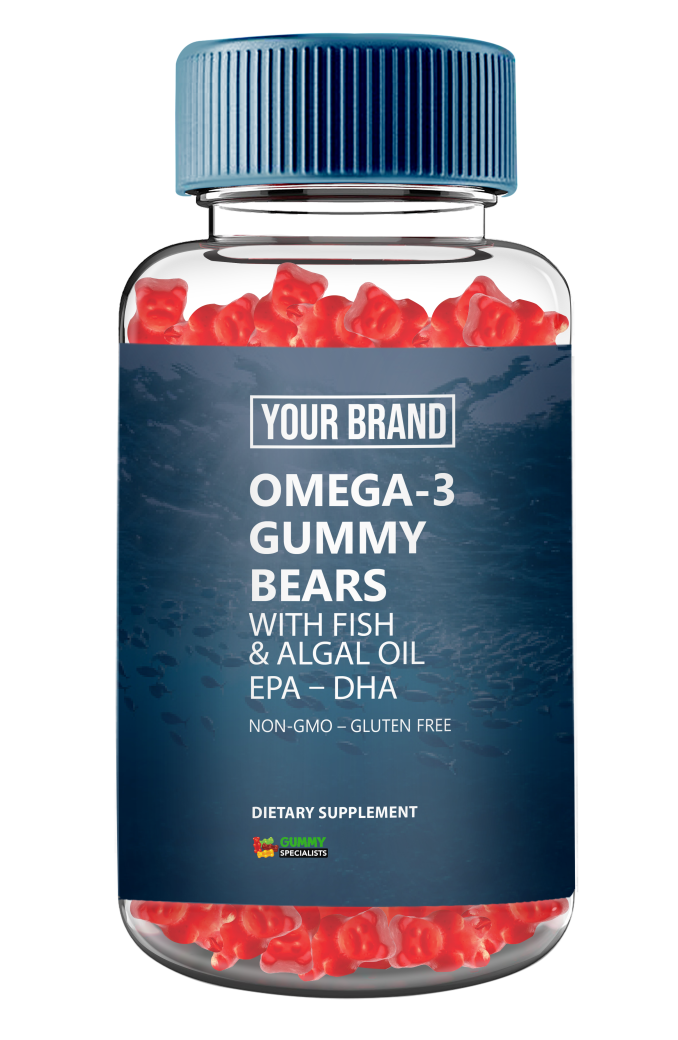 YOUR BRAND
OMEGA-3
GUMMY
BEARS
WITH FISH
& ALGAL OIL
EPA – DHA
NON-GMO – GLUTEN FREE
DIETARY SUPPLEMENT
GUMMY
SPECIALISTS